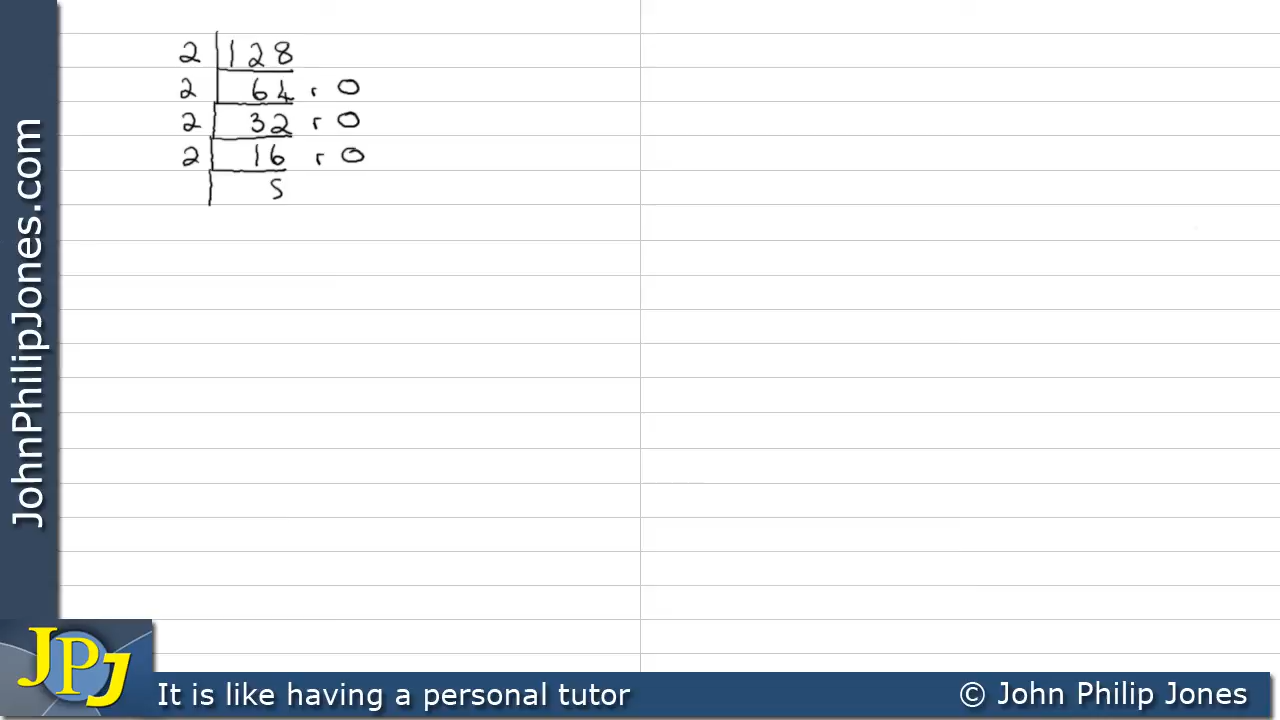 JohnPhilipJones.com
2 128
2 64 r 0
2 32 r 0
2 16 r 0
JPJ
It is like having a personal tutor
© John Philip Jones